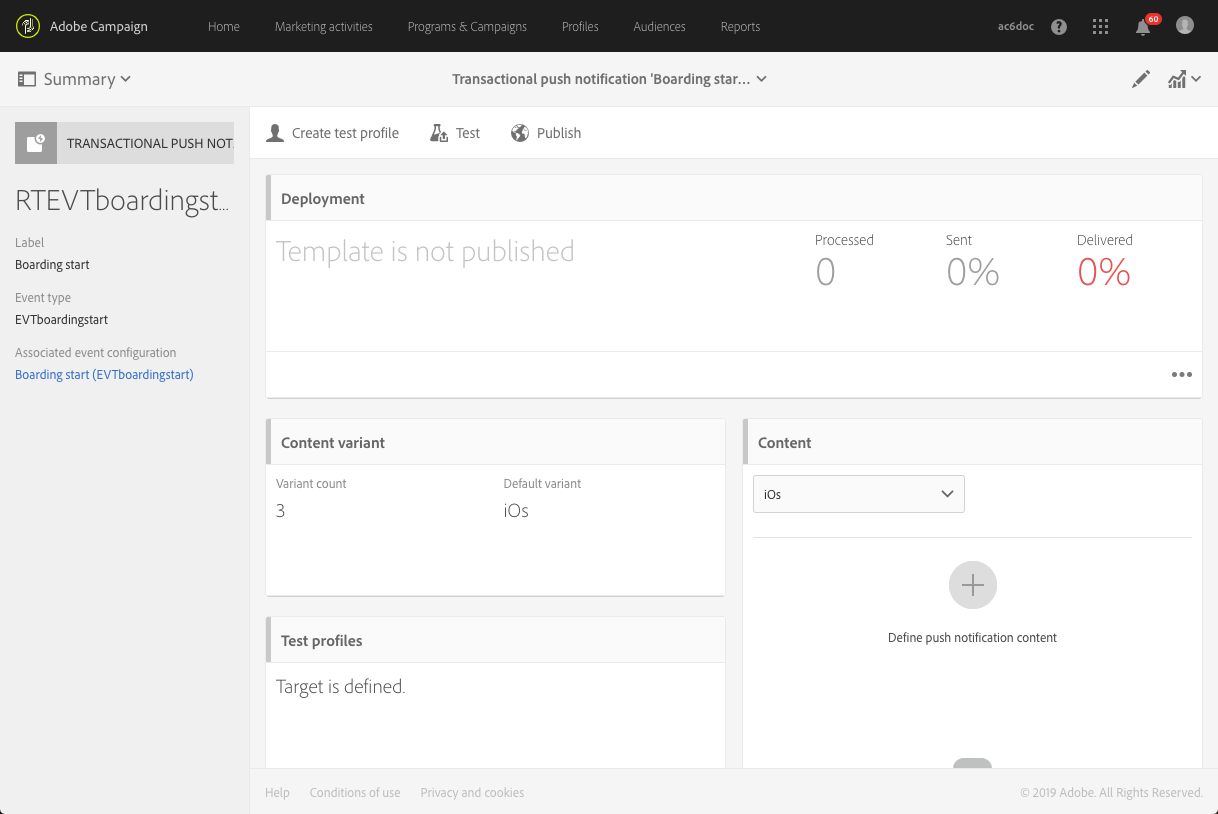 Adobe Campaign
Home
Marketing activities
Programs & Campaigns
Profiles
Audiences
Reports
ac6doc
?
60
Summary
Transactional push notification 'Boarding star...
TRANSACTIONAL PUSH NOT
RTEVTboardingst...
Label
Boarding start
Event type
EVTboardingstart
Associated event configuration
Boarding start (EVTboardingstart)
Create test profile
Test
Publish
Deployment
Template is not published
Processed
0
Sent
0%
Delivered
0%
Content variant
Variant count
3
Default variant
iOs
Content
iOs
Define push notification content
Test profiles
Target is defined.
Help
Conditions of use
Privacy and cookies
© 2019 Adobe. All Rights Reserved.